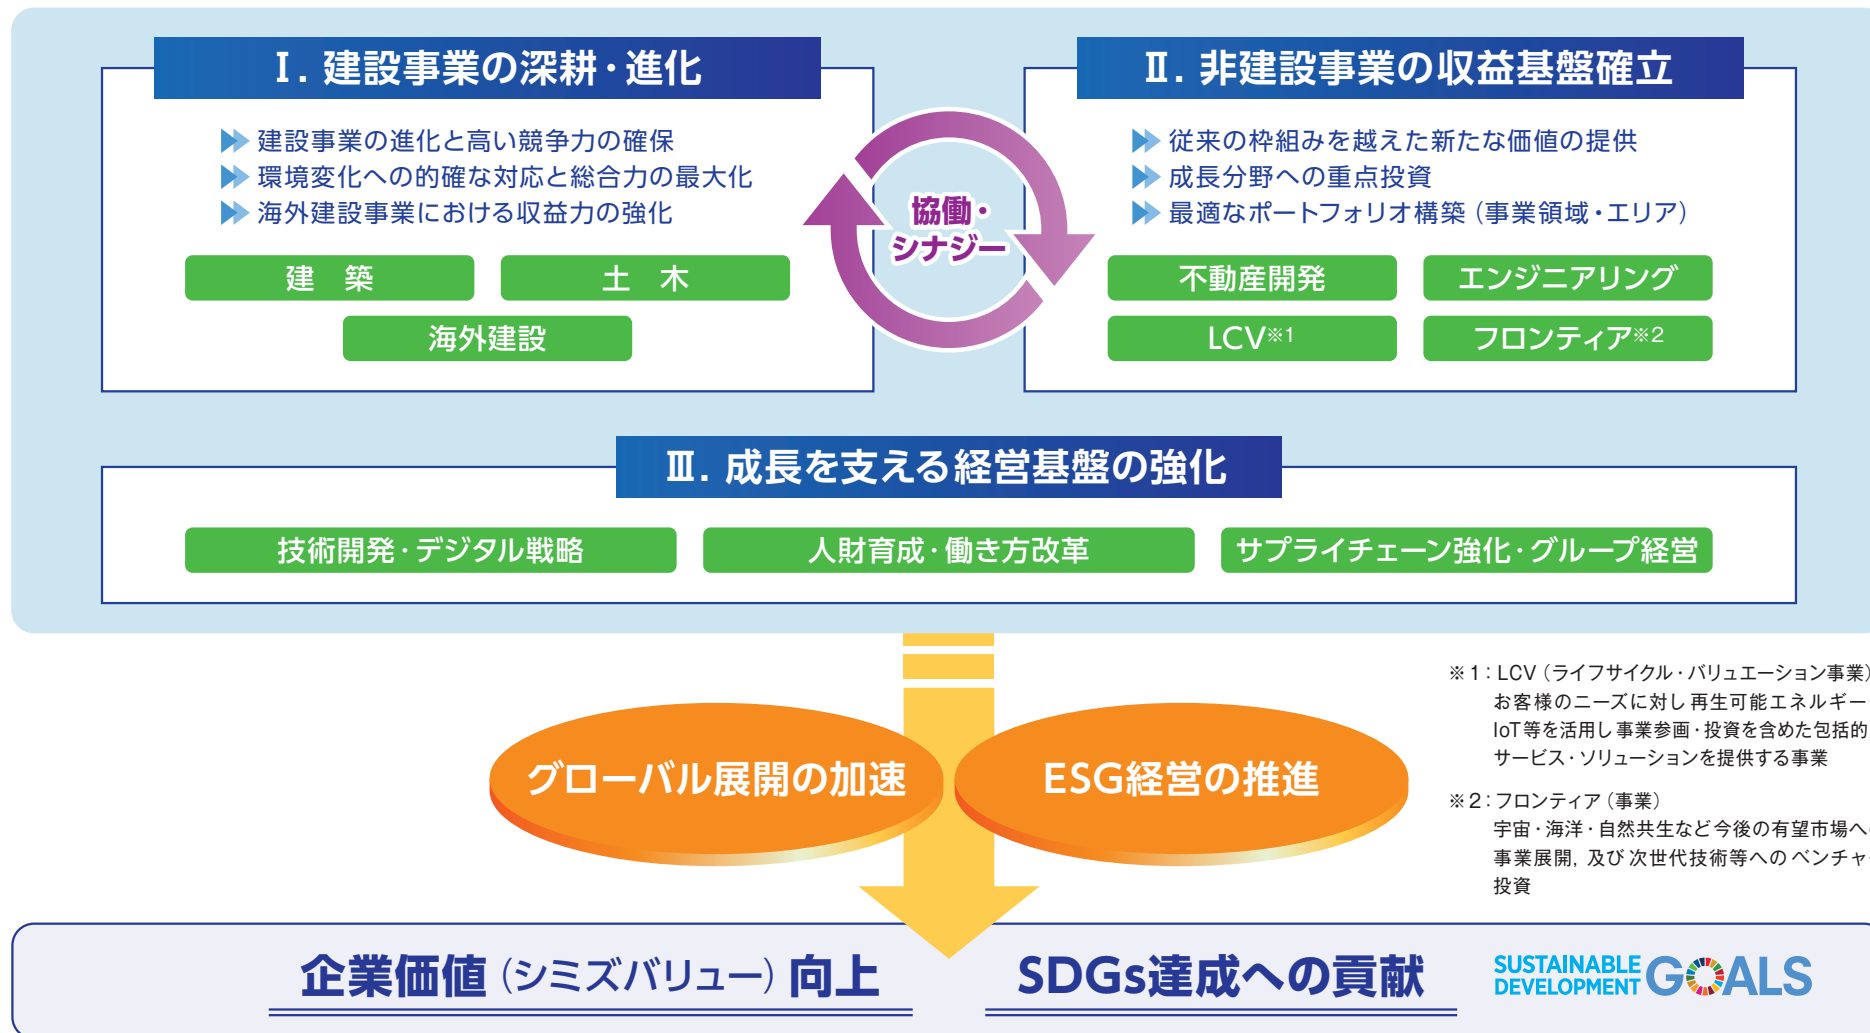 Ⅰ. 建設事業の深耕・進化
建設事業の進化と高い競争力の確保
環境変化への的確な対応と総合力の最大化
海外建設事業における収益力の強化
建 築
土 木
海外建設
協働・
シナジー
Ⅱ. 非建設事業の収益基盤確立
従来の枠組みを越えた新たな価値の提供
成長分野への重点投資
最適なポートフォリオ構築（事業領域・エリア）
不動産開発
エンジニアリング
LCV※1
フロンティア※2
Ⅲ. 成長を支える経営基盤の強化
技術開発・デジタル戦略
人財育成・働き方改革
サプライチェーン強化・グループ経営
グローバル展開の加速
ESG経営の推進
※1：LCV（ライフサイクル・バリュエーション事業）
お客様のニーズに対し再生可能エネルギー
IoT等を活用し事業参画・投資を含めた包括的
サービス・ソリューションを提供する事業
※2：フロンティア（事業）
宇宙・海洋・自然共生など今後の有望市場へ
事業展開, 及び次世代技術等へのベンチャ
投資
企業価値（シミズバリュー）向上
SDGs達成への貢献
SUSTAINABLE
DEVELOPMENT
GOALS